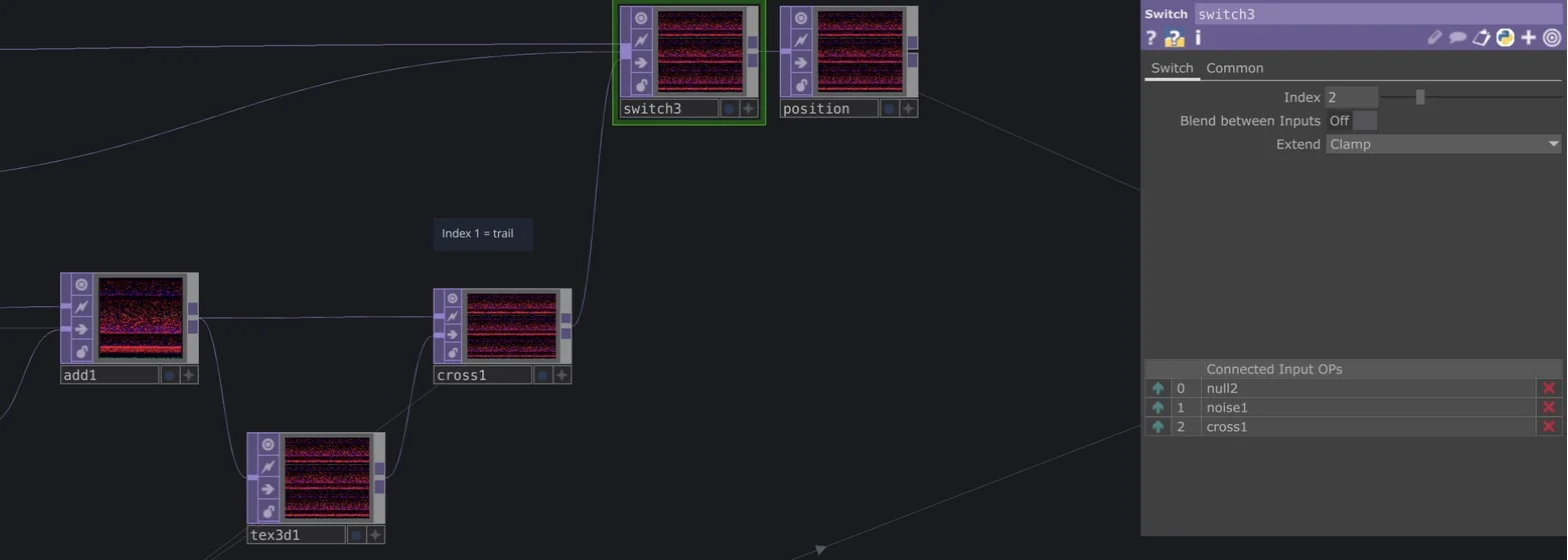 Switch switch3
? ? i
Switch Common
Index 2
Blend between Inputs Off
Extend Clamp
switch3
position
Index 1 = trail
add1
cross1
Connected Input OPs
0 null2
1 noise1
2 cross1
tex3d1